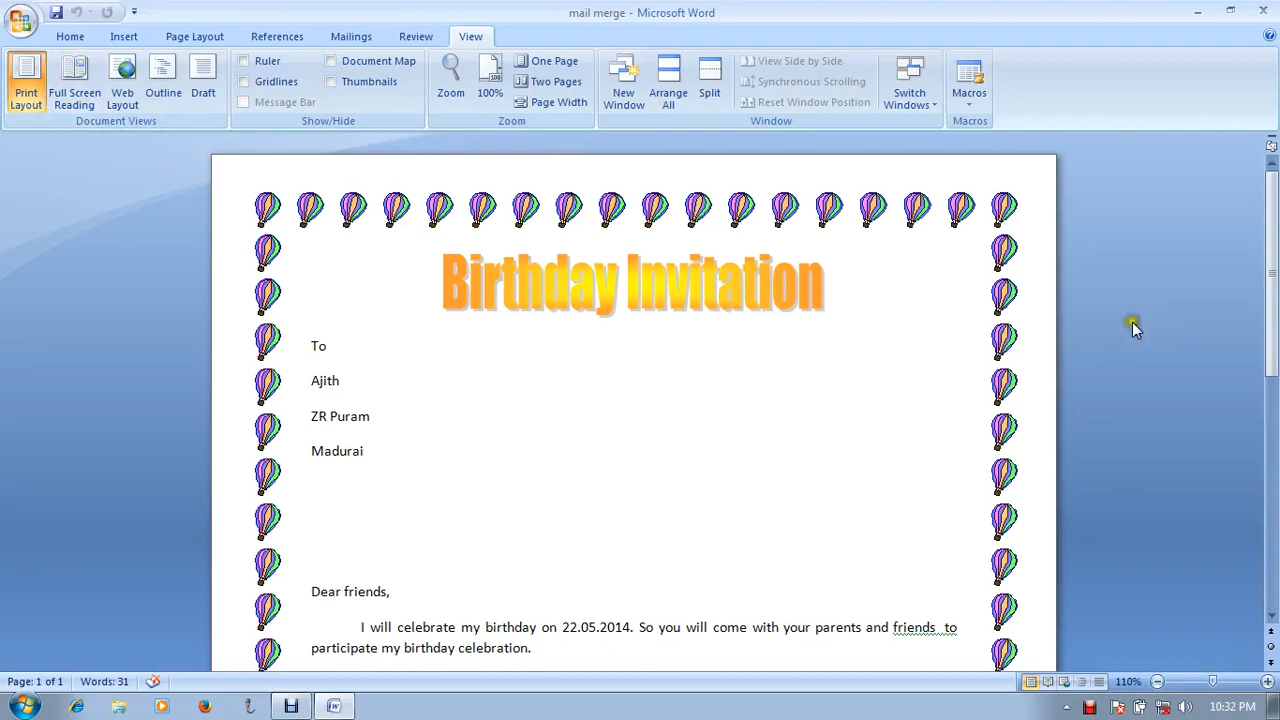 mail merge - Microsoft Word
Home Insert Page Layout References Mailings Review View
Print Layout
Full Screen Reading
Web Layout
Outline
Draft
Document Views
Ruler
Gridlines
Message Bar
Document Map
Thumbnails
Show/Hide
Zoom
100%
One Page
Two Pages
Page Width
Zoom
New Window
Arrange All
Split
View Side by Side
Synchronous Scrolling
Reset Window Position
Switch Windows
Window
Macros
Macros
Birthday Invitation
To
Ajith
ZR Puram
Madurai
Dear friends,
I will celebrate my birthday on 22.05.2014. So you will come with your parents and friends to
participate my birthday celebration.
Page: 1 of 1 Words: 31 110%
10:32 PM